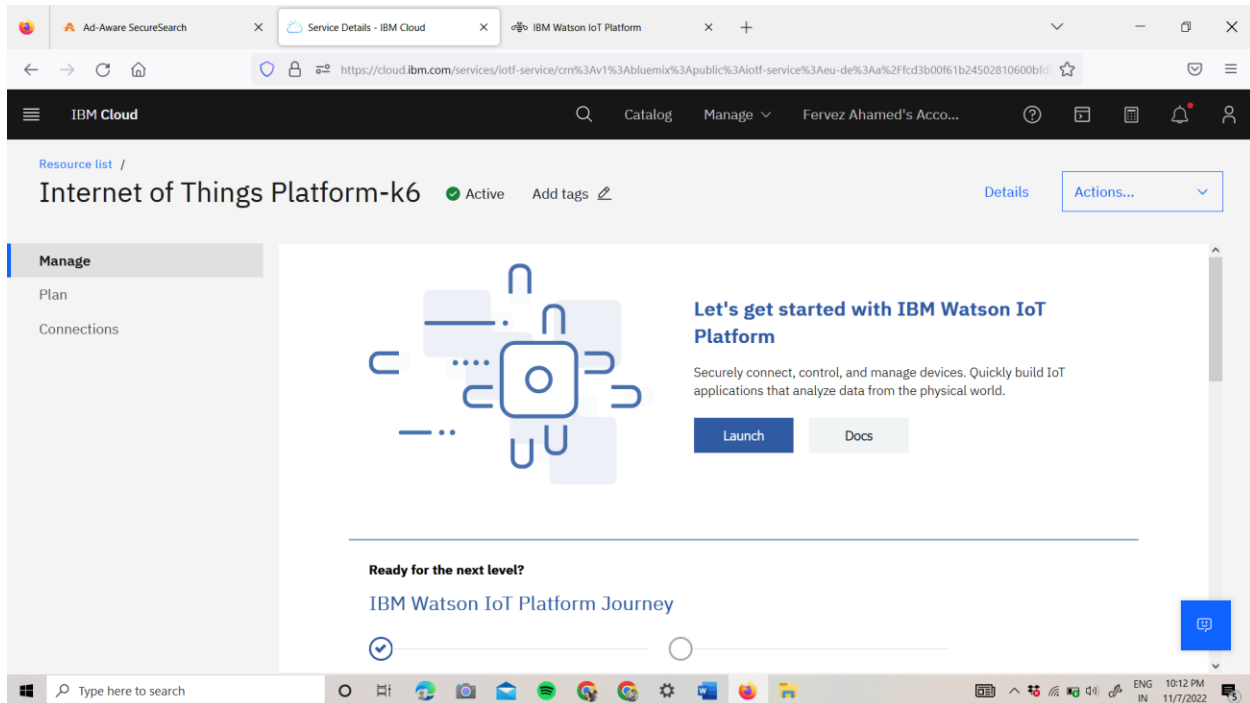 Ad-Aware SecureSearch
Service Details - IBM Cloud
IBM Watson IoT Platform
https://cloud.ibm.com/services/iotf-service/crn%3Av1%3Abluemix%3Apublic%3Aiotf-service%3Aeu-de%3Aa%2Ffcd3b00f61b24502810600bfd
IBM Cloud
Catalog
Manage
Fervez Ahamed's Acco...
Resource list /
Internet of Things Platform-k6
Active
Add tags
Details
Actions...
Manage
Plan
Connections
Let's get started with IBM Watson IoT
Platform
Securely connect, control, and manage devices. Quickly build IoT
applications that analyze data from the physical world.
Launch
Docs
Ready for the next level?
IBM Watson IoT Platform Journey
Type here to search
ENG
IN
10:12 PM
11/7/2022
5